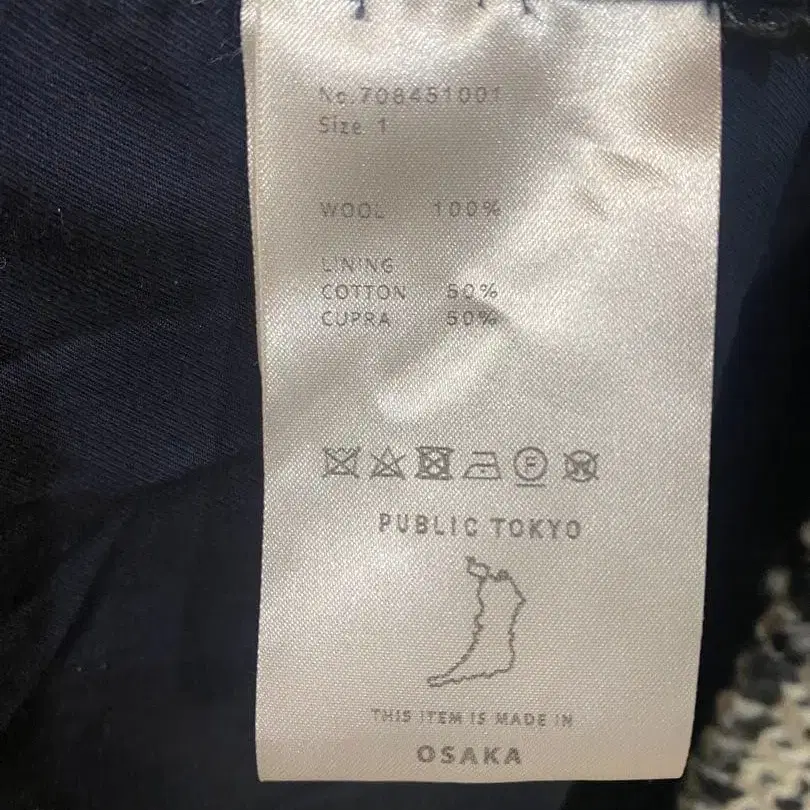 No.708451001
Size 1
WOOL 100%
LINING
COTTON 50%
CUPRA 50%
F
W
PUBLIC TOKYO
THIS ITEM IS MADE IN
OSAKA